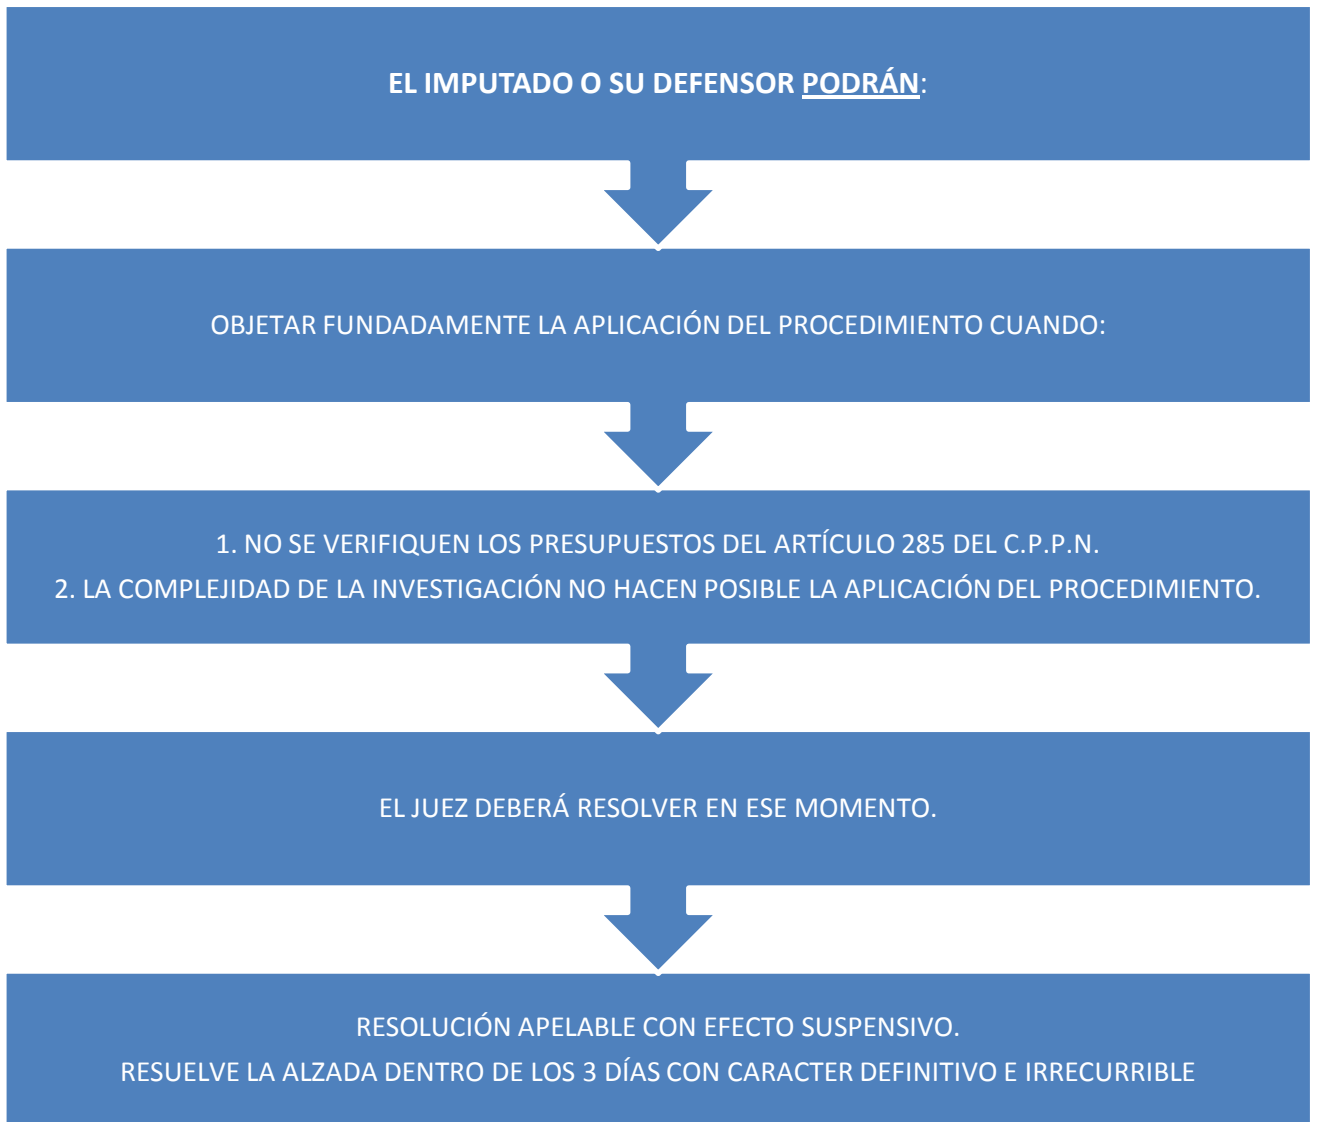 EL IMPUTADO O SU DEFENSOR PODRÁN:
OBJETAR FUNDADAMENTE LA APLICACIÓN DEL PROCEDIMIENTO CUANDO:
1. NO SE VERIFIQUEN LOS PRESUPUESTOS DEL ARTÍCULO 285 DEL C.P.P.N.
2. LA COMPLEJIDAD DE LA INVESTIGACIÓN NO HACEN POSIBLE LA APLICACIÓN DEL PROCEDIMIENTO.
EL JUEZ DEBERÁ RESOLVER EN ESE MOMENTO.
RESOLUCIÓN APELABLE CON EFECTO SUSPENSIVO.
RESUELVE LA ALZADA DENTRO DE LOS 3 DÍAS CON CARACTER DEFINITIVO E IRRECURRIBLE